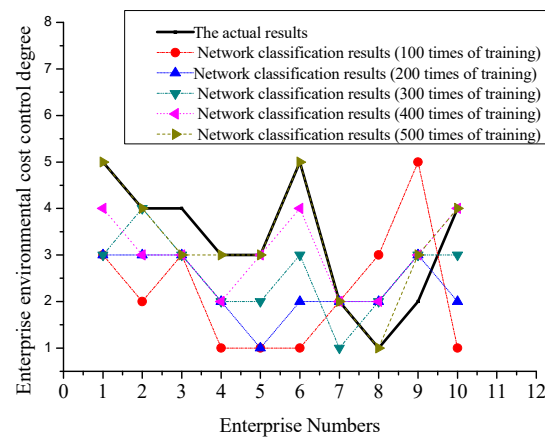 The actual results
Network classification results (100 times of training)
Network classification results (200 times of training)
Network classification results (300 times of training)
Network classification results (400 times of training)
Network classification results (500 times of training)
Enterprise environmental cost control degree
8
7
6
5
4
3
2
1
0 1 2 3 4 5 6 7 8 9 10 11 12
Enterprise Numbers